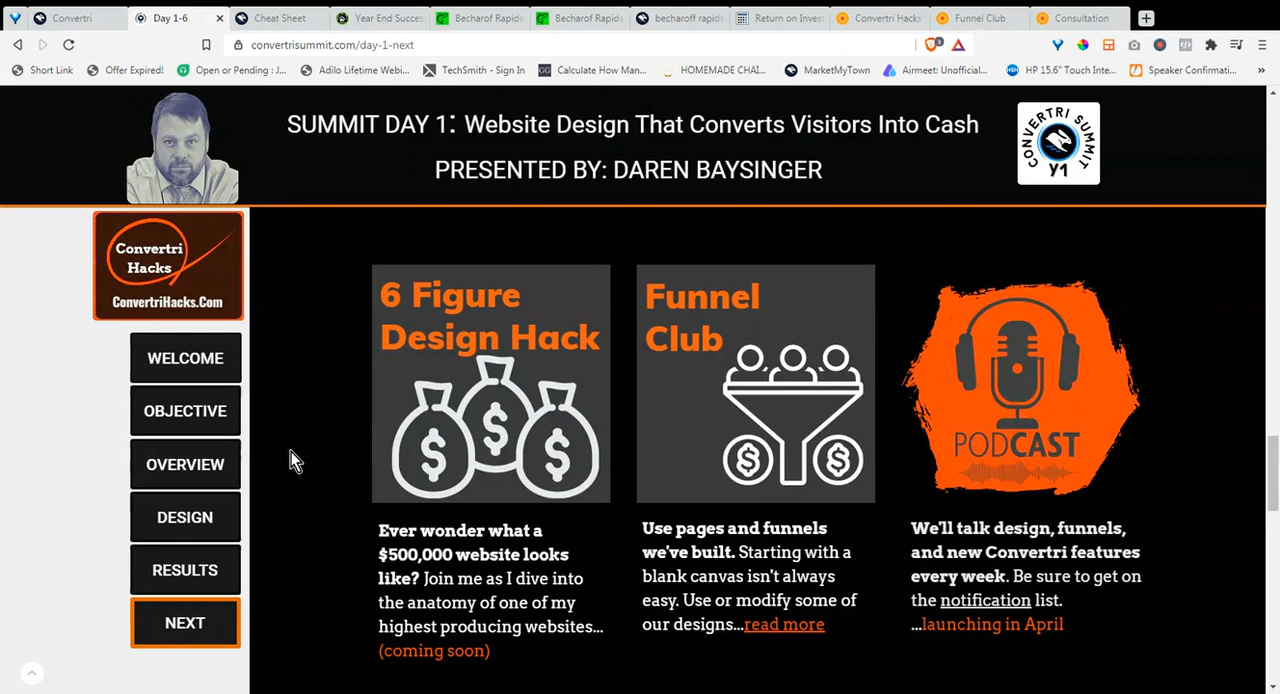 Convertri
Day 1-6
Cheat Sheet
Year End Succes
Becharof Rapids
Becharof Rapids
becharoff rapids
Return on Invest
Convertri Hacks
Funnel Club
Consultation
convertrisummit.com/day-1-next
1
Short Link
Offer Expired!
Open or Pending : J...
Adilo Lifetime Webi...
TechSmith - Sign In
Calculate How Man...
HOMEMADE CHAI...
MarketMyTown
Airmeet: Unofficial...
HP 15.6" Touch Inte...
Speaker Confirmati...
SUMMIT DAY 1: Website Design That Converts Visitors Into Cash
PRESENTED BY: DAREN BAYSINGER
CONVERTRI SUMMIT
Y1
Convertri
Hacks
ConvertriHacks.Com
WELCOME
OBJECTIVE
OVERVIEW
DESIGN
RESULTS
NEXT
6 Figure
Design Hack
Ever wonder what a
$500,000 website looks
like? Join me as I dive into
the anatomy of one of my
highest producing websites...
(coming soon)
Funnel
Club
Use pages and funnels
we've built. Starting with a
blank canvas isn't always
easy. Use or modify some of
our designs...read more
PODCAST
We'll talk design, funnels,
and new Convertri features
every week. Be sure to get on
the notification list.
...launching in April